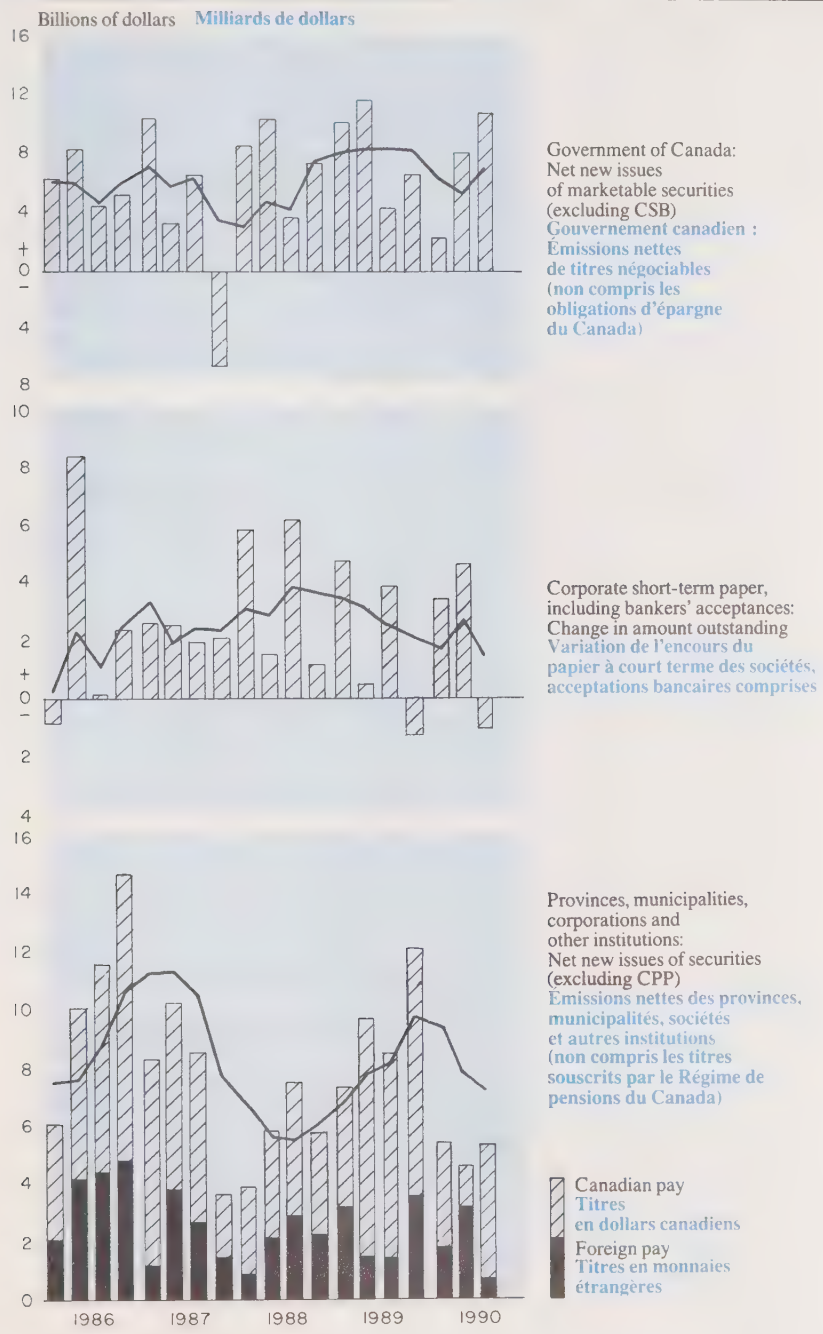 Billions of dollars Milliards de dollars
16
12
8
4
+
0
−
4
8
Government of Canada:
Net new issues
of marketable securities
(excluding CSB)
Gouvernement canadien :
Émissions nettes
de titres négociables
(non compris les
obligations d'épargne
du Canada)
10
8
6
4
2
+
0
−
2
4
Corporate short-term paper,
including bankers' acceptances:
Change in amount outstanding
Variation de l'encours du
papier à court terme des sociétés,
acceptations bancaires comprises
16
14
12
10
8
6
4
2
0
Provinces, municipalities,
corporations and
other institutions:
Net new issues of securities
(excluding CPP)
Émissions nettes des provinces,
municipalités, sociétés
et autres institutions
(non compris les titres
souscrits par le Régime de
pensions du Canada)
Canadian pay
Titres
en dollars canadiens
Foreign pay
Titres en monnaies
étrangères
1986 1987 1988 1989 1990